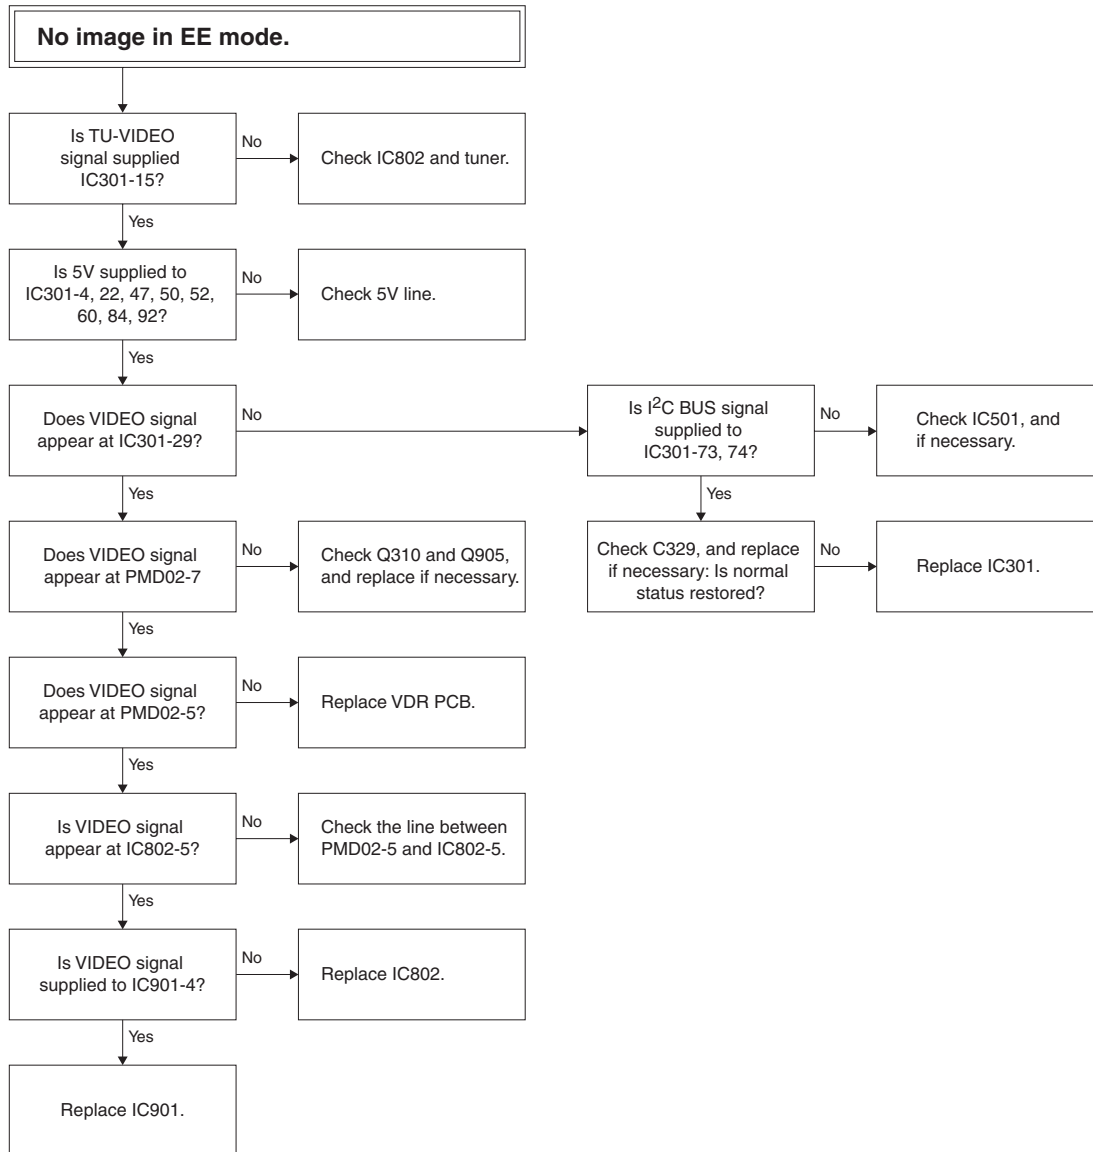 No image in EE mode.
Is TU-VIDEO
signal supplied
IC301-15?
No
Check IC802 and tuner.
Yes
Is 5V supplied to
IC301-4, 22, 47, 50, 52,
60, 84, 92?
No
Check 5V line.
Yes
Does VIDEO signal
appear at IC301-29?
No
Is I²C BUS signal
supplied to
IC301-73, 74?
No
Check IC501, and
if necessary.
Yes
Yes
Does VIDEO signal
appear at PMD02-7
No
Check Q310 and Q905,
and replace if necessary.
Check C329, and replace
if necessary: Is normal
status restored?
No
Replace IC301.
Yes
Does VIDEO signal
appear at PMD02-5?
No
Replace VDR PCB.
Yes
Is VIDEO signal
appear at IC802-5?
No
Check the line between
PMD02-5 and IC802-5.
Yes
Is VIDEO signal
supplied to IC901-4?
No
Replace IC802.
Yes
Replace IC901.